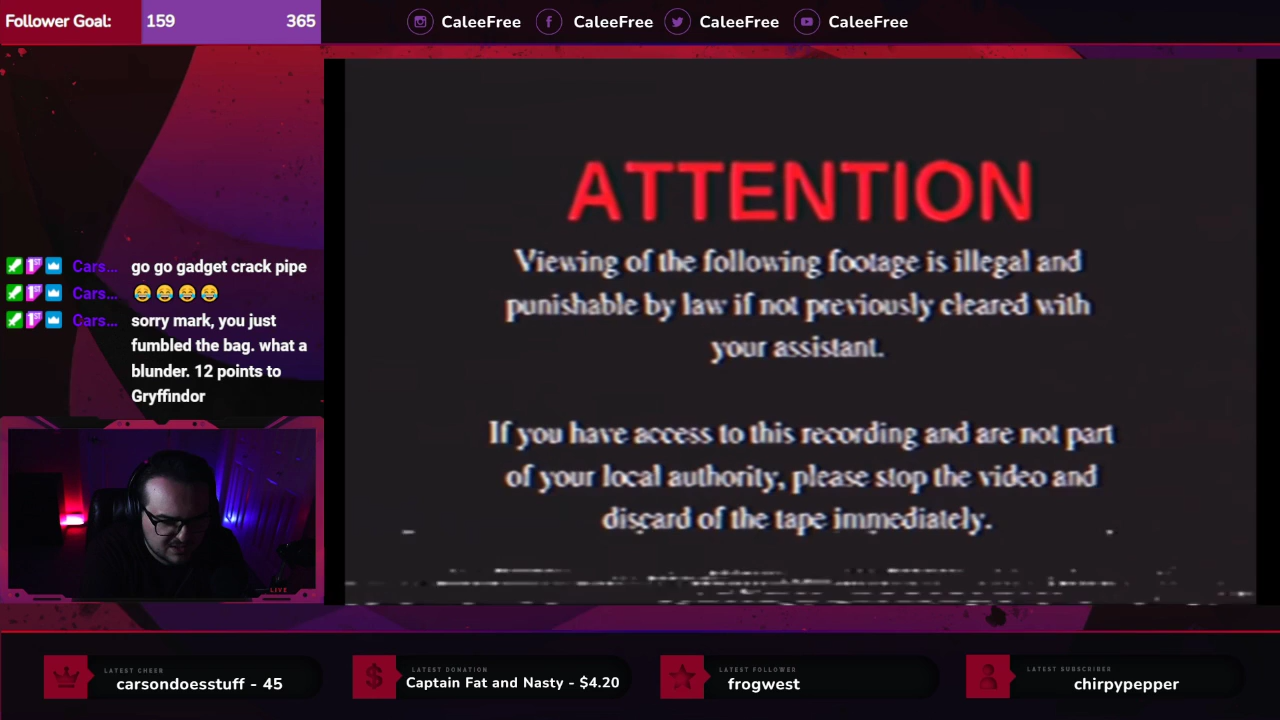 Follower Goal: 159 365
CaleeFree CaleeFree CaleeFree CaleeFree
ATTENTION
Viewing of the following footage is illegal and
punishable by law if not previously cleared with
your assistant.
If you have access to this recording and are not part
of your local authority, please stop the video and
discard of the tape immediately.
Cars... go go gadget crack pipe
Cars... 😂 😂 😂 😂
Cars... sorry mark, you just
fumbled the bag. what a
blunder. 12 points to
Gryffindor
LIVE
LATEST CHEER
carsondoesstuff - 45
LATEST DONATION
Captain Fat and Nasty - $4.20
LATEST FOLLOWER
frogwest
LATEST SUBSCRIBER
chirpypepper